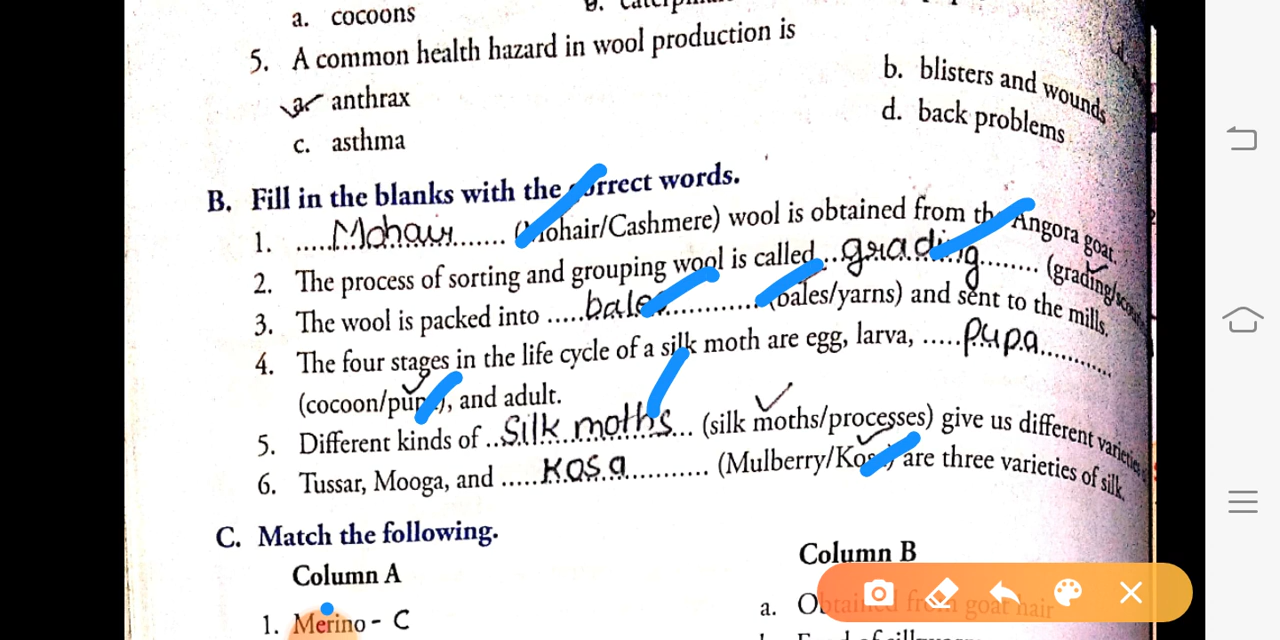 a. cocoons
5. A common health hazard in wool production is
a. anthrax
b. blisters and wounds
c. asthma
d. back problems
B. Fill in the blanks with the correct words.
1. .....Mohair....... (Mohair/Cashmere) wool is obtained from the Angora goat.
2. The process of sorting and grouping wool is called...grading........ (grading/
3. The wool is packed into .....bales............ (bales/yarns) and sent to the mills.
4. The four stages in the life cycle of a silk moth are egg, larva, .....pupa............
(cocoon/pupa), and adult.
5. Different kinds of ..Silk moths... (silk moths/processes) give us different varieties
6. Tussar, Mooga, and .....Kosa........... (Mulberry/Kosa) are three varieties of silk.
C. Match the following.
Column A
Column B
1. Merino - C
a. Obtained from goat hair